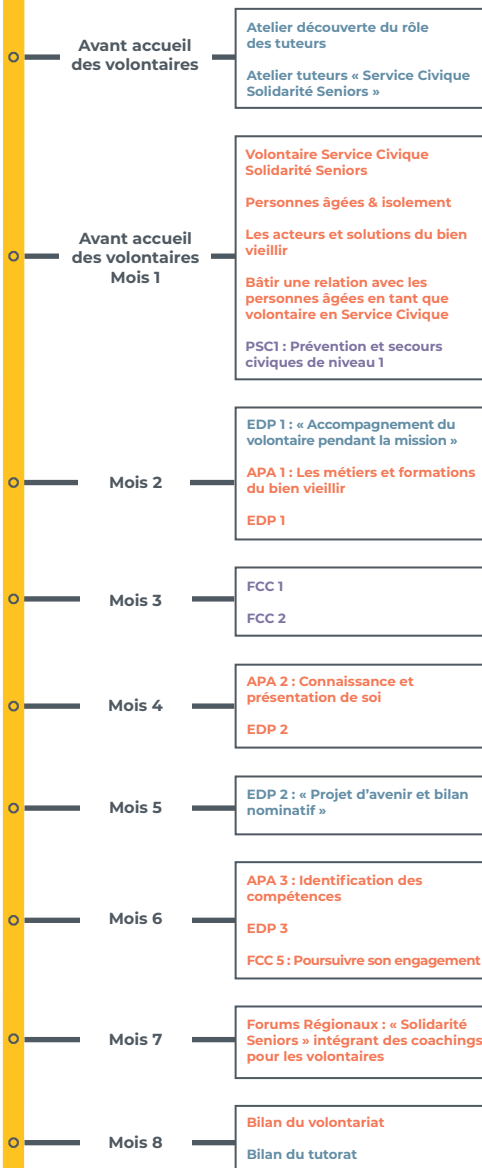 Avant accueil
des volontaires
Atelier découverte du rôle
des tuteurs
Atelier tuteurs « Service Civique
Solidarité Seniors »
Avant accueil
des volontaires
Mois 1
Volontaire Service Civique
Solidarité Seniors
Personnes âgées & isolement
Les acteurs et solutions du bien
vieillir
Bâtir une relation avec les
personnes âgées en tant que
volontaire en Service Civique
PSC1 : Prévention et secours
civiques de niveau 1
Mois 2
EDP 1 : « Accompagnement du
volontaire pendant la mission »
APA 1 : Les métiers et formations
du bien vieillir
EDP 1
Mois 3
FCC 1
FCC 2
Mois 4
APA 2 : Connaissance et
présentation de soi
EDP 2
Mois 5
EDP 2 : « Projet d’avenir et bilan
nominatif »
Mois 6
APA 3 : Identification des
compétences
EDP 3
FCC 5 : Poursuivre son engagement
Mois 7
Forums Régionaux : « Solidarité
Seniors » intégrant des coachings
pour les volontaires
Mois 8
Bilan du volontariat
Bilan du tutorat